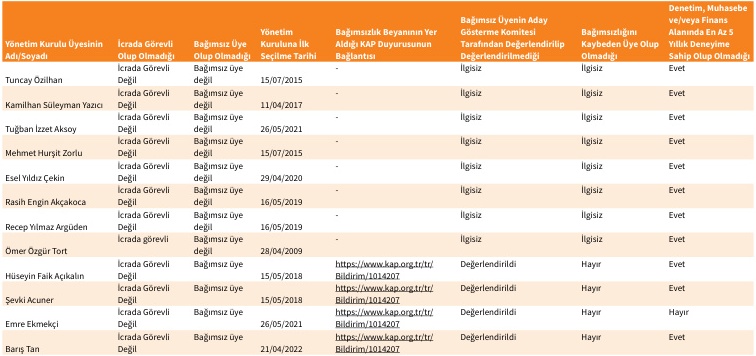 Yönetim Kurulu Üyesinin Adı/Soyadı | İcrada Görevli Olup Olmadığı | Bağımsız Üye Olup Olmadığı | Yönetim Kuruluna İlk Seçilme Tarihi | Bağımsızlık Beyanının Yer Aldığı KAP Duyurusunun Bağlantısı | Bağımsız Üyenin Aday Gösterme Komitesi Tarafından Değerlendirilip Değerlendirilmediği | Bağımsızlığını Kaybeden Üye Olup Olmadığı | Denetim, Muhasebe ve/veya Finans Alanında En Az 5 Yıllık Deneyime Sahip Olup Olmadığı
Tuncay Özilhan | İcrada Görevli Değil | Bağımsız üye değil | 15/07/2015 | - | İlgisiz | İlgisiz | Evet
Kamilhan Süleyman Yazıcı | İcrada Görevli Değil | Bağımsız üye değil | 11/04/2017 | - | İlgisiz | İlgisiz | Evet
Tuğban İzzet Aksoy | İcrada Görevli Değil | Bağımsız üye değil | 26/05/2021 | - | İlgisiz | İlgisiz | Evet
Mehmet Hurşit Zorlu | İcrada Görevli Değil | Bağımsız üye değil | 15/07/2015 | - | İlgisiz | İlgisiz | Evet
Esel Yıldız Çekin | İcrada Görevli Değil | Bağımsız üye değil | 29/04/2020 | - | İlgisiz | İlgisiz | Evet
Rasih Engin Akçakoca | İcrada Görevli Değil | Bağımsız üye değil | 16/05/2019 | - | İlgisiz | İlgisiz | Evet
Recep Yılmaz Argüden | İcrada Görevli Değil | Bağımsız üye değil | 16/05/2019 | - | İlgisiz | İlgisiz | Evet
Ömer Özgür Tort | İcrada görevli | Bağımsız üye değil | 28/04/2009 | - | İlgisiz | İlgisiz | Evet
Hüseyin Faik Açıkalın | İcrada Görevli Değil | Bağımsız üye | 15/05/2018 | https://www.kap.org.tr/tr/Bildirim/1014207 | Değerlendirildi | Hayır | Evet
Şevki Acuner | İcrada Görevli Değil | Bağımsız üye | 15/05/2018 | https://www.kap.org.tr/tr/Bildirim/1014207 | Değerlendirildi | Hayır | Evet
Emre Ekmekçi | İcrada Görevli Değil | Bağımsız üye | 26/05/2021 | https://www.kap.org.tr/tr/Bildirim/1014207 | Değerlendirildi | Hayır | Hayır
Barış Tan | İcrada Görevli Değil | Bağımsız üye | 21/04/2022 | https://www.kap.org.tr/tr/Bildirim/1014207 | Değerlendirildi | Hayır | Evet